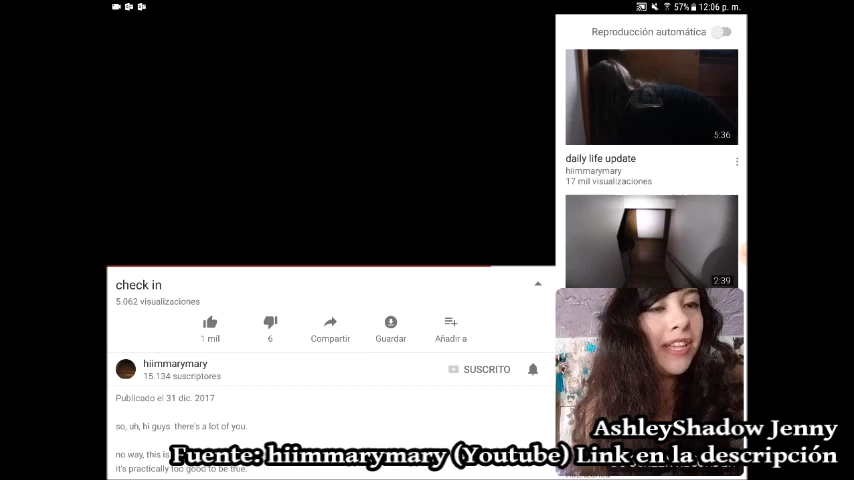 57% 12:06 p. m.
Reproducción automática
5:36
daily life update
hiimmarymary
17 mil visualizaciones
2:39
check in
5.062 visualizaciones
1 mil
6
Compartir
Guardar
Añadir a
hiimmarymary
15.134 suscriptores
SUSCRITO
Publicado el 31 dic. 2017
so, uh, hi guys. there's a lot of you.
no way, this is
it's practically too good to be true.
AshleyShadow Jenny
Fuente: hiimmarymary (Youtube) Link en la descripción